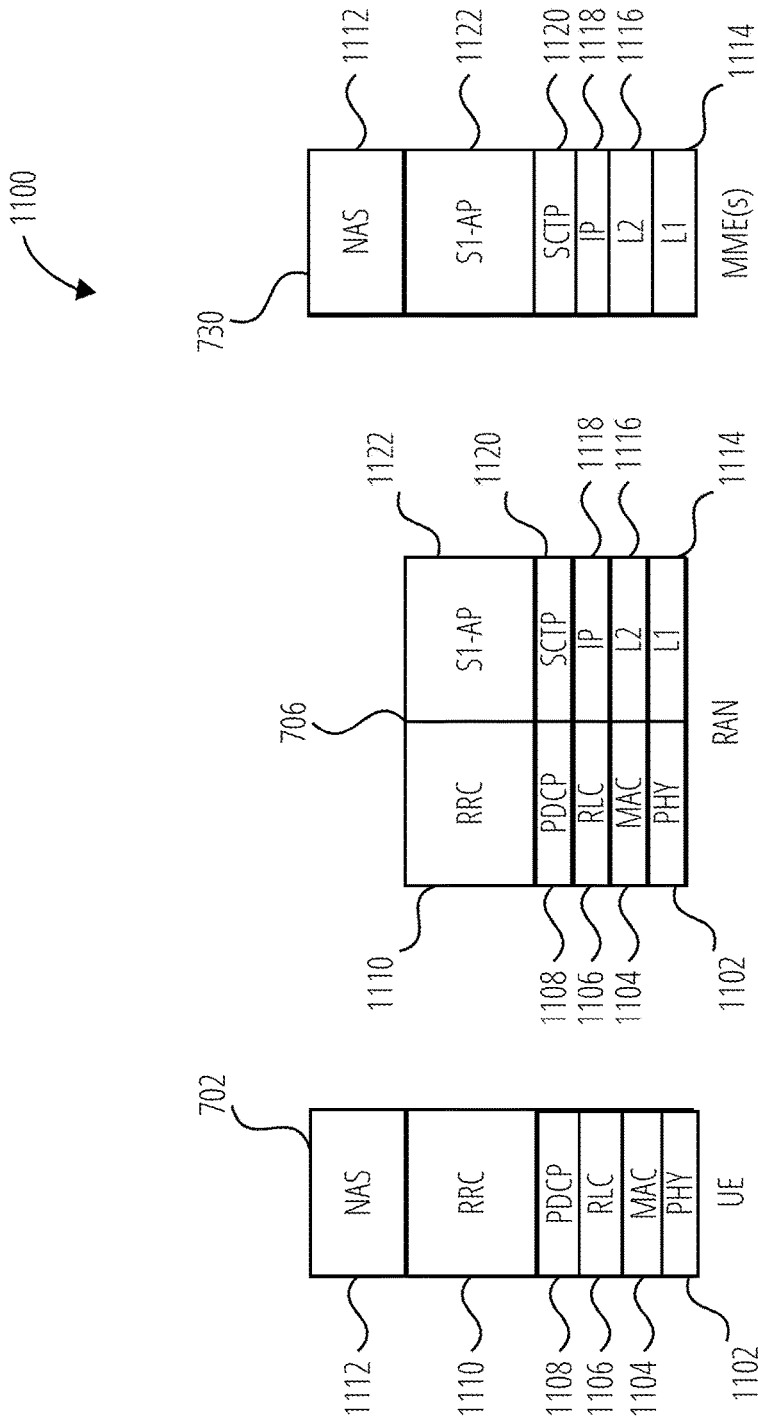 1100
702
1112
NAS
1110
RRC
1108
PDCP
1106
RLC
1104
MAC
1102
PHY
UE
706
1110
RRC
S1-AP
1122
1108
PDCP
SCTP
1120
1106
RLC
IP
1118
1104
MAC
L2
1116
1102
PHY
L1
1114
RAN
730
NAS
1112
S1-AP
1122
SCTP
1120
IP
1118
L2
1116
L1
1114
MME(s)